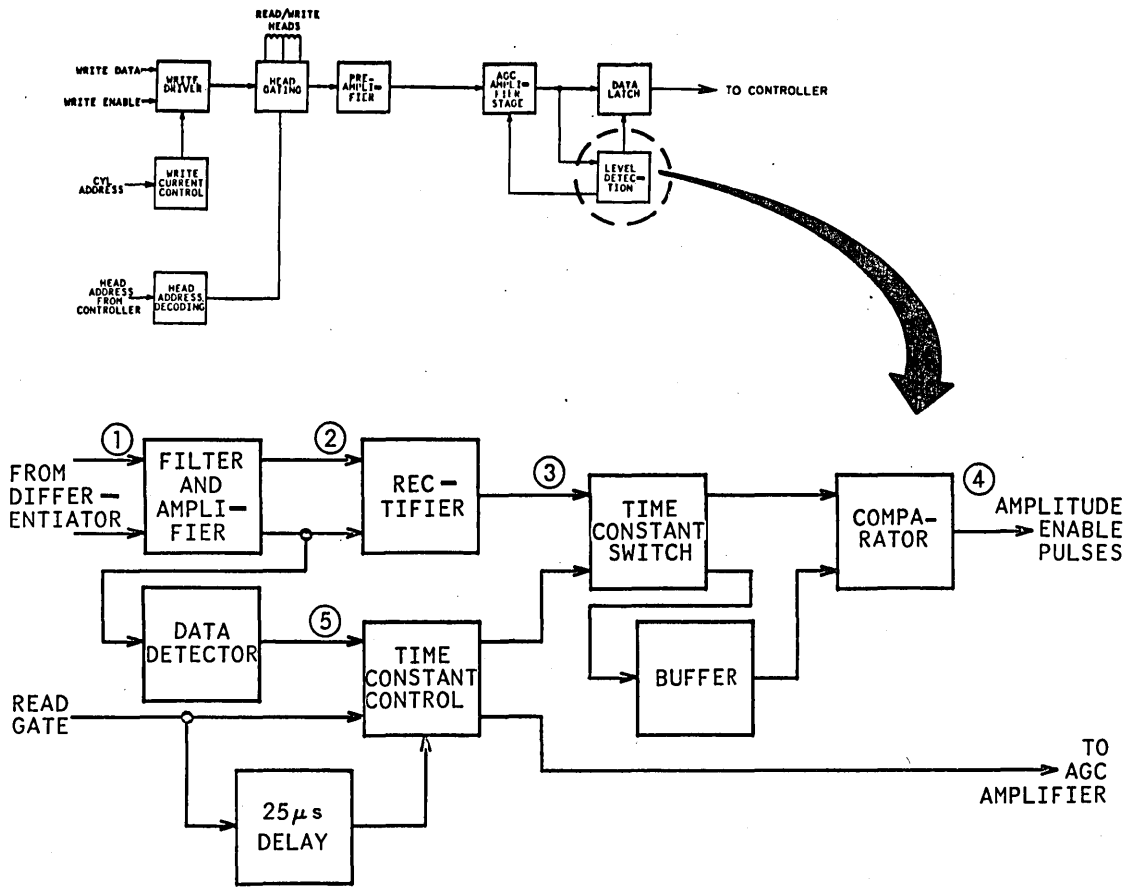 READ/WRITE
HEADS
WRITE DATA
WRITE ENABLE
WRITE
DRIVER
HEAD
GATING
PRE-
AMPLI-
FIER
AGC
AMPLI-
FIER
STAGE
DATA
LATCH
TO CONTROLLER
CYL
ADDRESS
WRITE
CURRENT
CONTROL
LEVEL
DETEC-
TION
HEAD
ADDRESS
FROM
CONTROLLER
HEAD
ADDRESS
DECODING
1
2
3
4
5
FROM
DIFFER-
ENTIATOR
FILTER
AND
AMPLI-
FIER
REC-
TIFIER
TIME
CONSTANT
SWITCH
COMPA-
RATOR
AMPLITUDE
ENABLE
PULSES
DATA
DETECTOR
TIME
CONSTANT
CONTROL
BUFFER
READ
GATE
25μs
DELAY
TO
AGC
AMPLIFIER